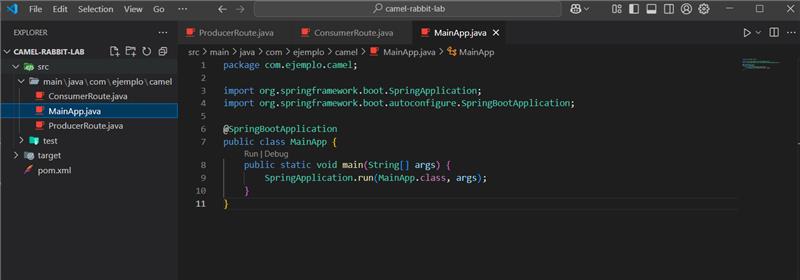 File Edit Selection View Go ...
camel-rabbit-lab
EXPLORER ...
CAMEL-RABBIT-LAB
src
main\java\com\ejemplo\camel
ConsumerRoute.java
MainApp.java
ProducerRoute.java
test
target
pom.xml
ProducerRoute.java ConsumerRoute.java MainApp.java
src > main > java > com > ejemplo > camel > MainApp.java > MainApp
1 package com.ejemplo.camel;
2
3 import org.springframework.boot.SpringApplication;
4 import org.springframework.boot.autoconfigure.SpringBootApplication;
5
6 @SpringBootApplication
7 public class MainApp {
Run | Debug
8 public static void main(String[] args) {
9 SpringApplication.run(MainApp.class, args);
10 }
11 }